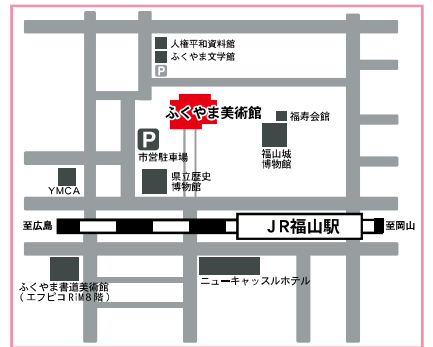 人権平和資料館
ふくやま文学館
P
ふくやま美術館
福寿会館
P
市営駐車場
福山城
博物館
県立歴史
博物館
YMCA
至広島
JR福山駅
至岡山
ふくやま書道美術館
(エフピコRiM8階)
ニューキャッスルホテル